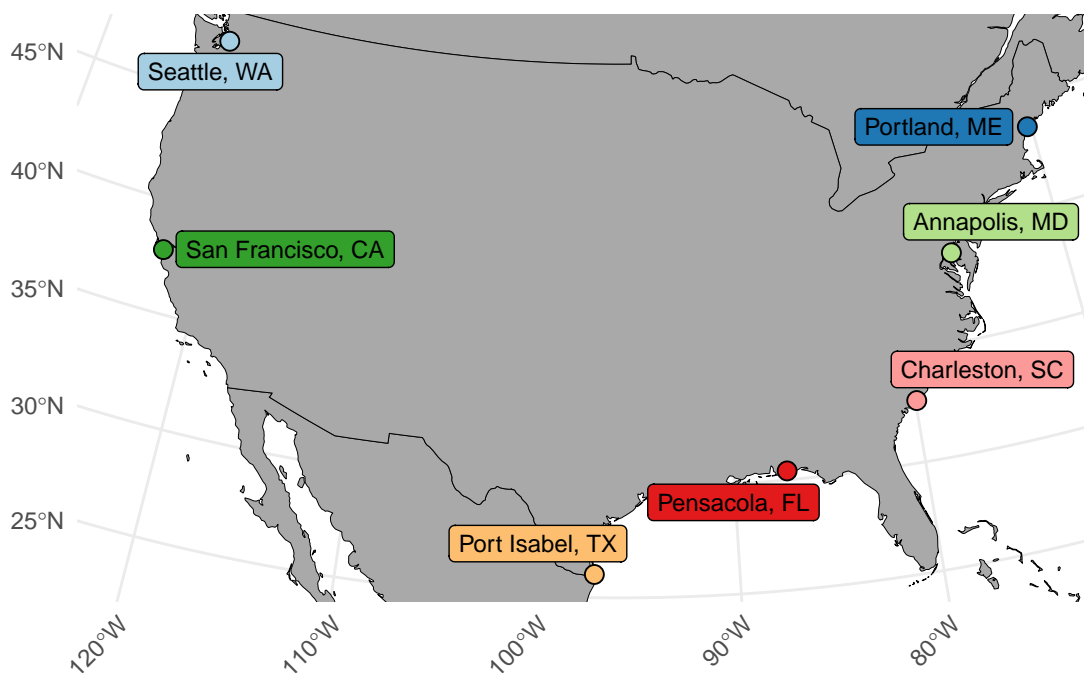 45°N
Seattle, WA
Portland, ME
40°N
Annapolis, MD
San Francisco, CA
35°N
Charleston, SC
30°N
Pensacola, FL
25°N
Port Isabel, TX
120°W
110°W
100°W
90°W
80°W